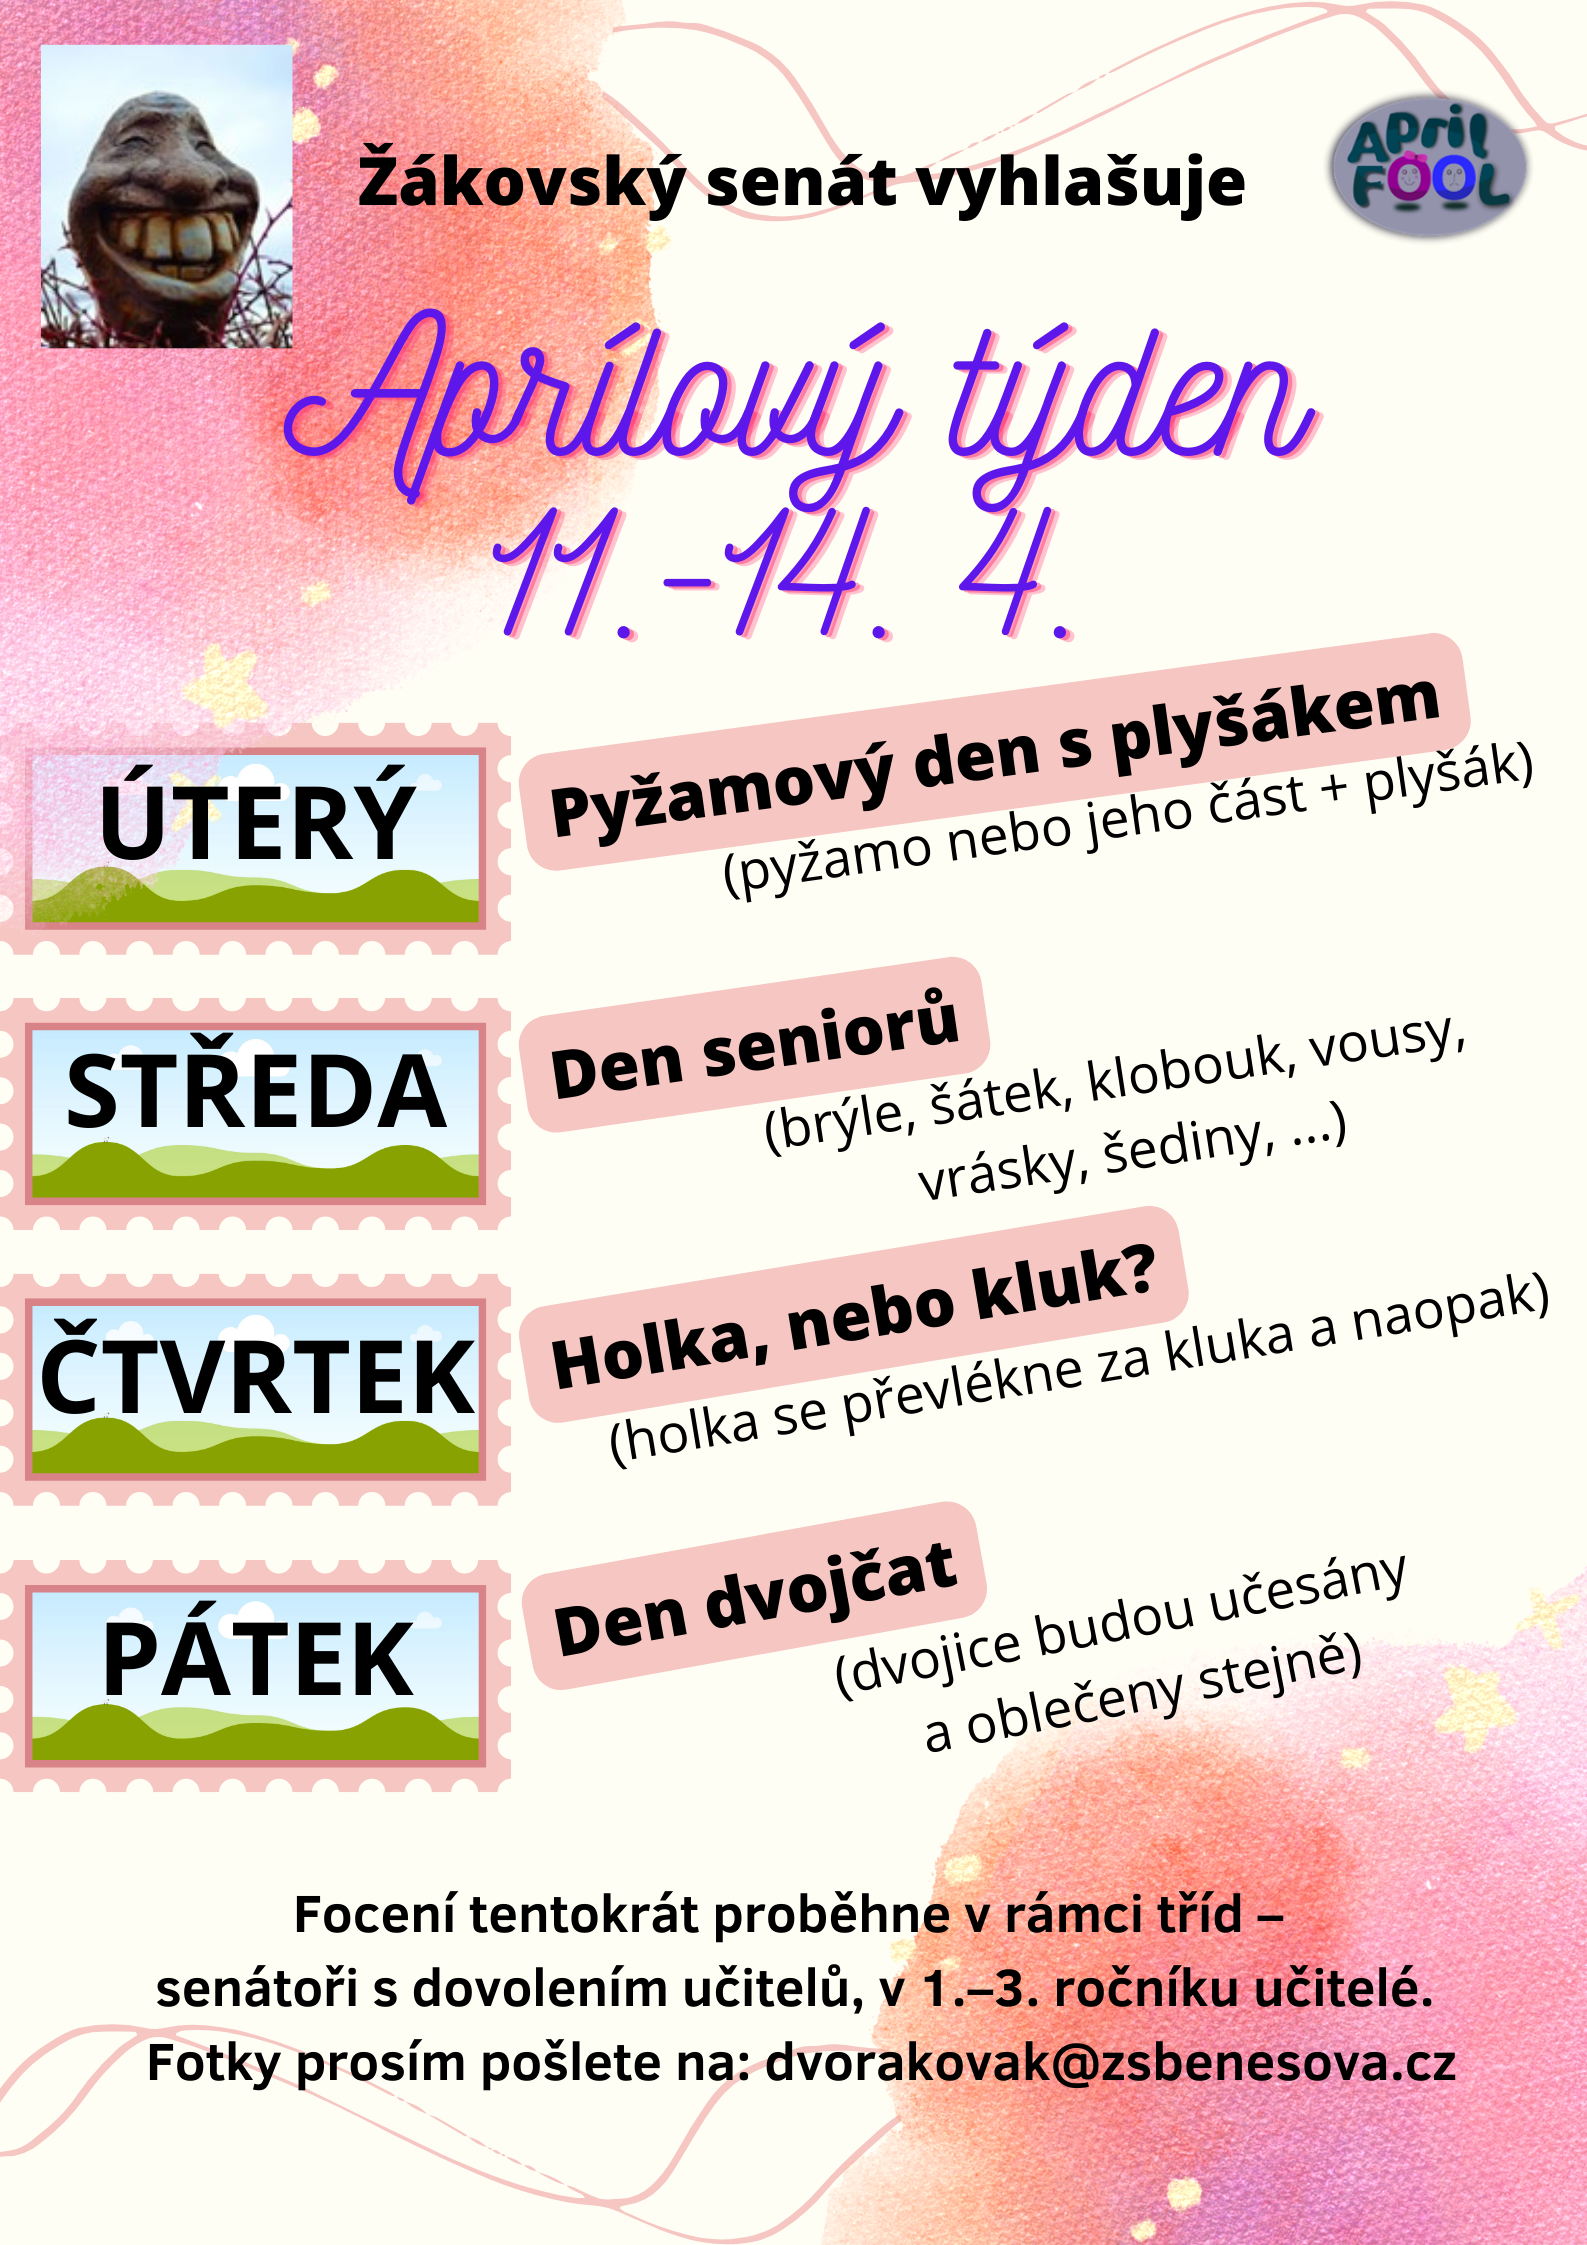 April
FOOL
Žákovský senát vyhlašuje
Aprílový týden
11.-14. 4.
ÚTERÝ
Pyžamový den s plyšákem
(pyžamo nebo jeho část + plyšák)
STŘEDA
Den seniorů
(brýle, šátek, klobouk, vousy,
vrásky, šediny, ...)
ČTVRTEK
Holka, nebo kluk?
(holka se převlékne za kluka a naopak)
PÁTEK
Den dvojčat
(dvojice budou učesány
a oblečeny stejně)
Focení tentokrát proběhne v rámci tříd –
senátoři s dovolením učitelů, v 1.–3. ročníku učitelé.
Fotky prosím pošlete na: dvorakovak@zsbenesova.cz